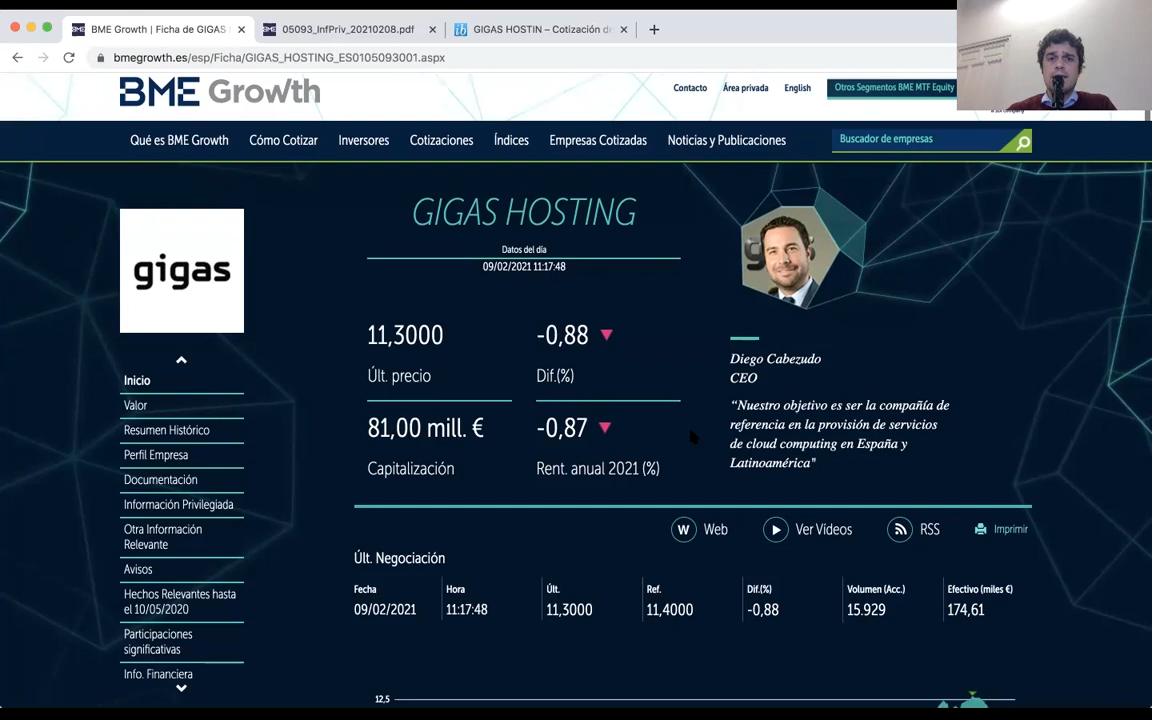 BME Growth | Ficha de GIGAS
05093_InfPriv_20210208.pdf
GIGAS HOSTIN – Cotización de
bmegrowth.es/esp/Ficha/GIGAS_HOSTING_ES0105093001.aspx
BME Growth
Contacto
Área privada
English
Otros Segmentos BME MTF Equity
Qué es BME Growth
Cómo Cotizar
Inversores
Cotizaciones
Índices
Empresas Cotizadas
Noticias y Publicaciones
Buscador de empresas
gigas
Inicio
Valor
Resumen Histórico
Perfil Empresa
Documentación
Información Privilegiada
Otra Información
Relevante
Avisos
Hechos Relevantes hasta
el 10/05/2020
Participaciones
significativas
Info. Financiera
GIGAS HOSTING
Datos del día
09/02/2021 11:17:48
11,3000
-0,88
Últ. precio
Dif.(%)
81,00 mill. €
-0,87
Capitalización
Rent. anual 2021 (%)
Diego Cabezudo
CEO
“Nuestro objetivo es ser la compañía de
referencia en la provisión de servicios
de cloud computing en España y
Latinoamérica"
W Web
Ver Vídeos
RSS
Imprimir
Últ. Negociación
Fecha Hora Últ. Ref. Dif.(%) Volumen (Acc.) Efectivo (miles €)
09/02/2021 11:17:48 11,3000 11,4000 -0,88 15.929 174,61
12,5